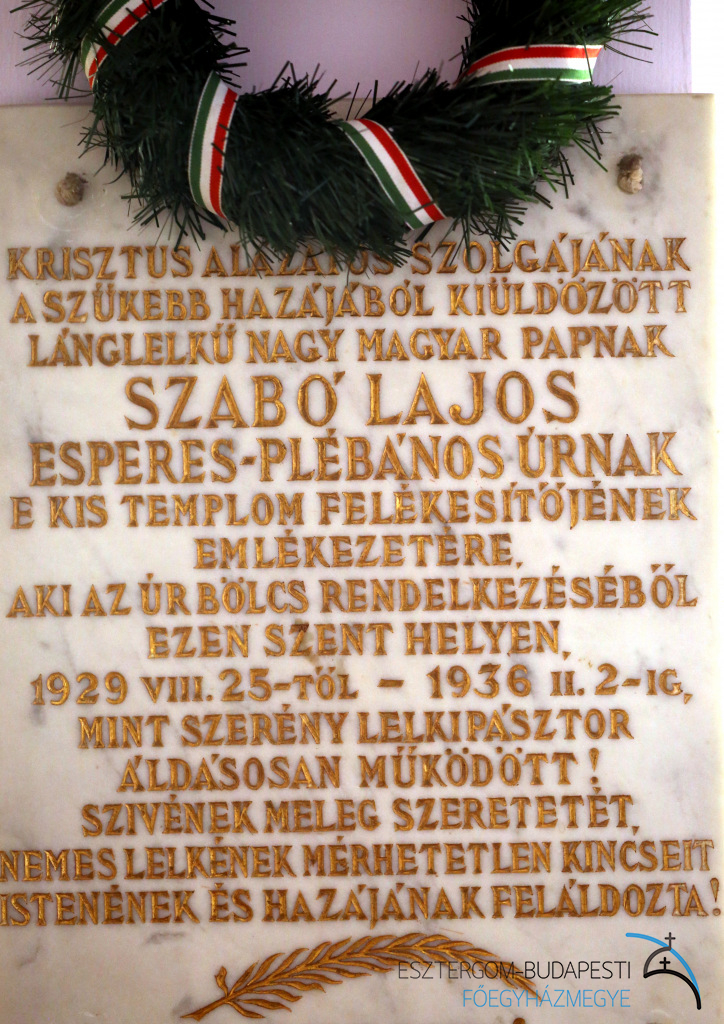 KRISZTUS ALÁZATOS SZOLGÁJÁNAK
A SZŰKEBB HAZÁJÁBÓL KIÜLDÖZÖTT
LÁNGLELKŰ NAGY MAGYAR PAPNAK
SZABÓ LAJOS
ESPERES-PLÉBÁNOS ÚRNAK
E KIS TEMPLOM FELÉKESÍTŐJÉNEK
EMLÉKEZETÉRE,
AKI AZ ÚR BÖLCS RENDELKEZÉSÉBŐL
EZEN SZENT HELYEN,
1929 VIII. 25-TŐL - 1936 II. 2-IG,
MINT SZERÉNY LELKIPÁSZTOR
ÁLDÁSOSAN MŰKÖDÖTT!
SZIVÉNEK MELEG SZERETETÉT,
NEMES LELKÉNEK MÉRHETETLEN KINCSEIT
ISTENÉNEK ÉS HAZÁJÁNAK FELÁLDOZTA!
ESZTERGOM-BUDAPESTI
FŐEGYHÁZMEGYE